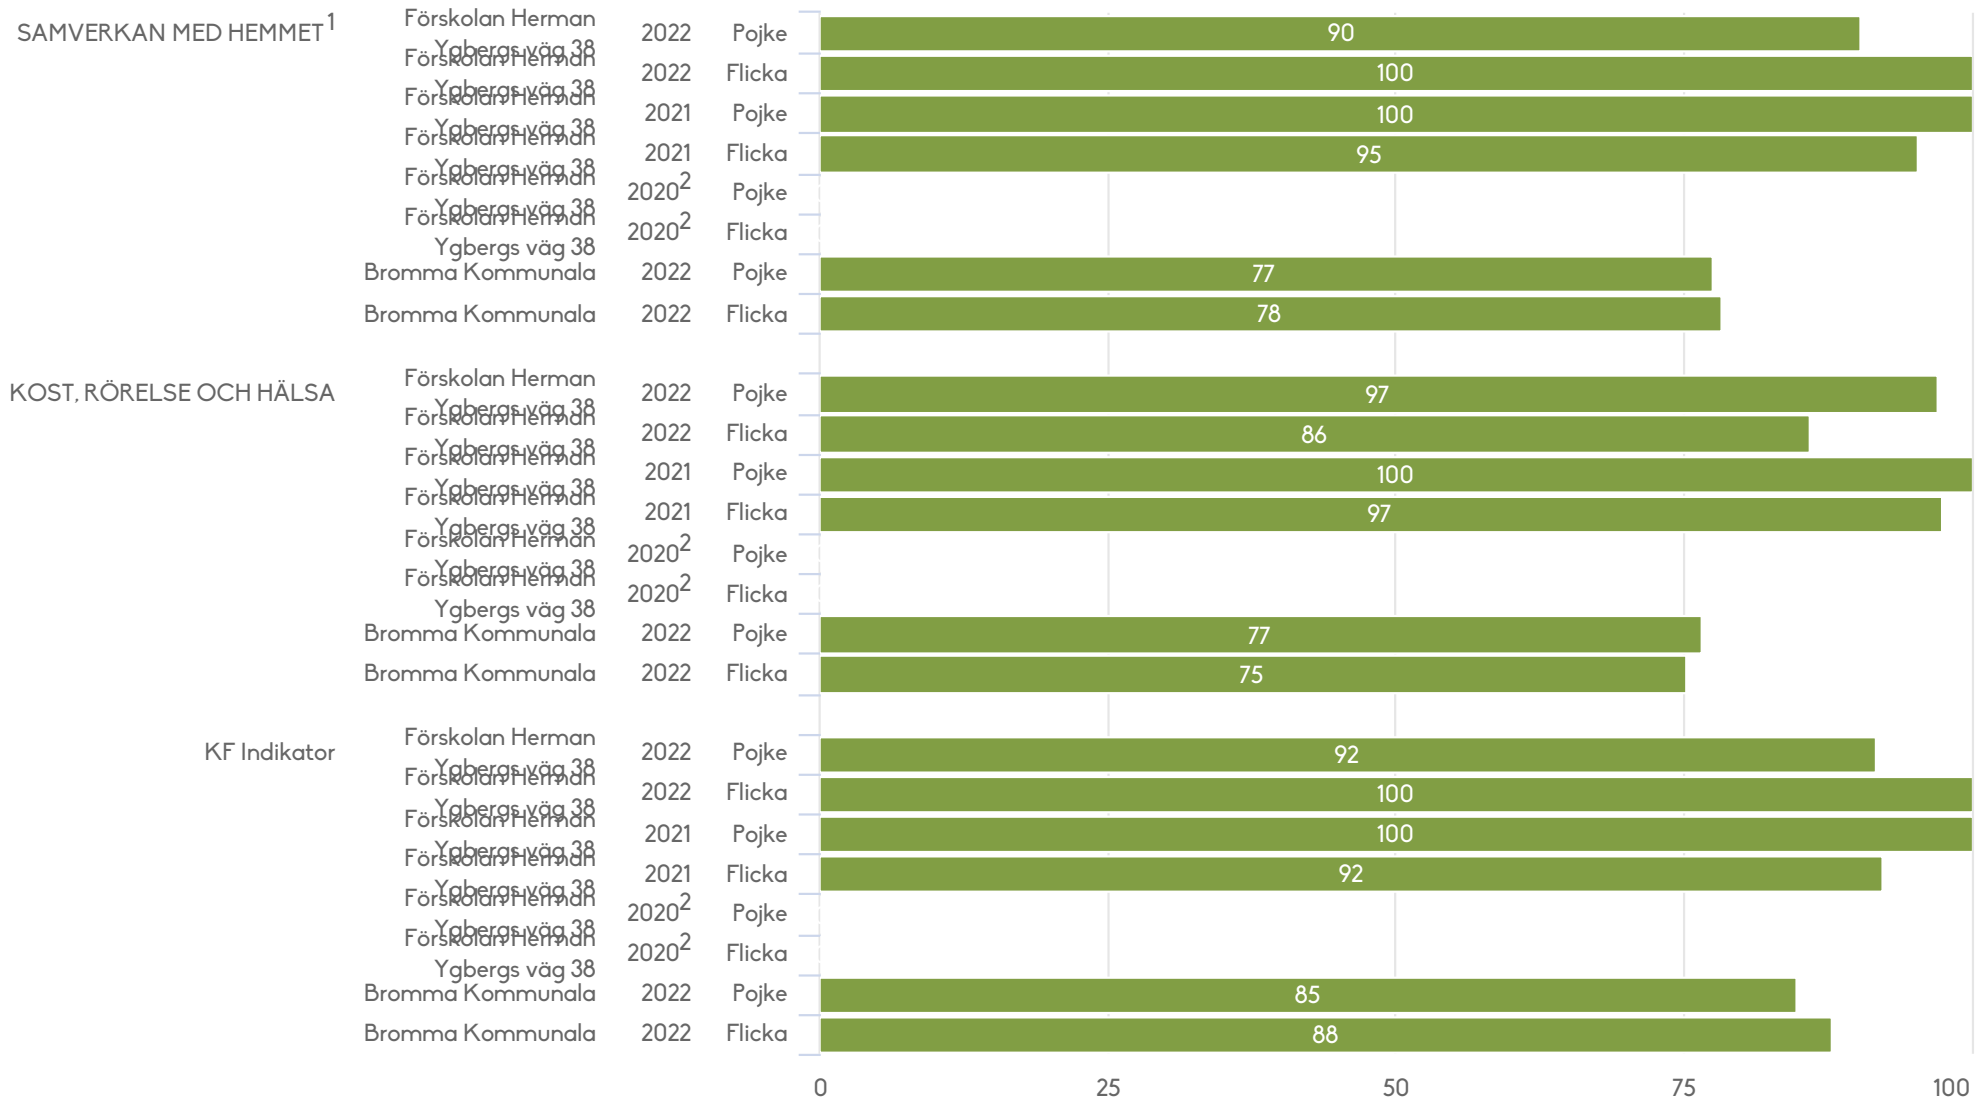 SAMVERKAN MED HEMMET1 Förskolan Herman Ygbergs väg 38 2022 Pojke 90
Förskolan Herman Ygbergs väg 38 2022 Flicka 100
Förskolan Herman Ygbergs väg 38 2021 Pojke 100
Förskolan Herman Ygbergs väg 38 2021 Flicka 95
Förskolan Herman Ygbergs väg 38 20202 Pojke
Förskolan Herman Ygbergs väg 38 20202 Flicka
Bromma Kommunala 2022 Pojke 77
Bromma Kommunala 2022 Flicka 78
KOST, RÖRELSE OCH HÄLSA Förskolan Herman Ygbergs väg 38 2022 Pojke 97
Förskolan Herman Ygbergs väg 38 2022 Flicka 86
Förskolan Herman Ygbergs väg 38 2021 Pojke 100
Förskolan Herman Ygbergs väg 38 2021 Flicka 97
Förskolan Herman Ygbergs väg 38 20202 Pojke
Förskolan Herman Ygbergs väg 38 20202 Flicka
Bromma Kommunala 2022 Pojke 77
Bromma Kommunala 2022 Flicka 75
KF Indikator Förskolan Herman Ygbergs väg 38 2022 Pojke 92
Förskolan Herman Ygbergs väg 38 2022 Flicka 100
Förskolan Herman Ygbergs väg 38 2021 Pojke 100
Förskolan Herman Ygbergs väg 38 2021 Flicka 92
Förskolan Herman Ygbergs väg 38 20202 Pojke
Förskolan Herman Ygbergs väg 38 20202 Flicka
Bromma Kommunala 2022 Pojke 85
Bromma Kommunala 2022 Flicka 88
0 25 50 75 100